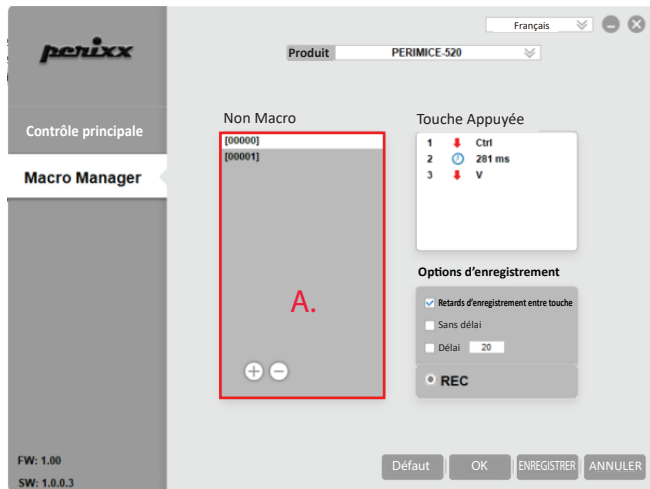 perixx
Français
Produit PERIMICE-520
Contrôle principale
Macro Manager
Non Macro
[00000]
[00001]
A.
Touche Appuyée
1 Ctrl
2 281 ms
3 V
Options d'enregistrement
Retards d'enregistrement entre touche
Sans délai
Délai 20
REC
FW: 1.00
SW: 1.0.0.3
Défaut OK ENREGISTRER ANNULER